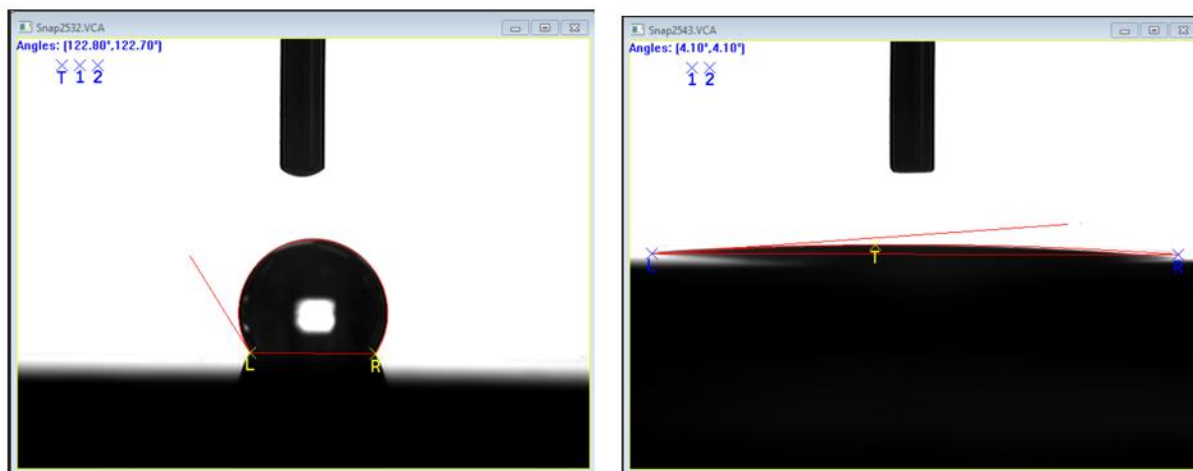 Snap2532.VCA
Angles: (122.80°,122.70°)
T 1 2
L R
Snap2543.VCA
Angles: (4.10°,4.10°)
1 2
L T R